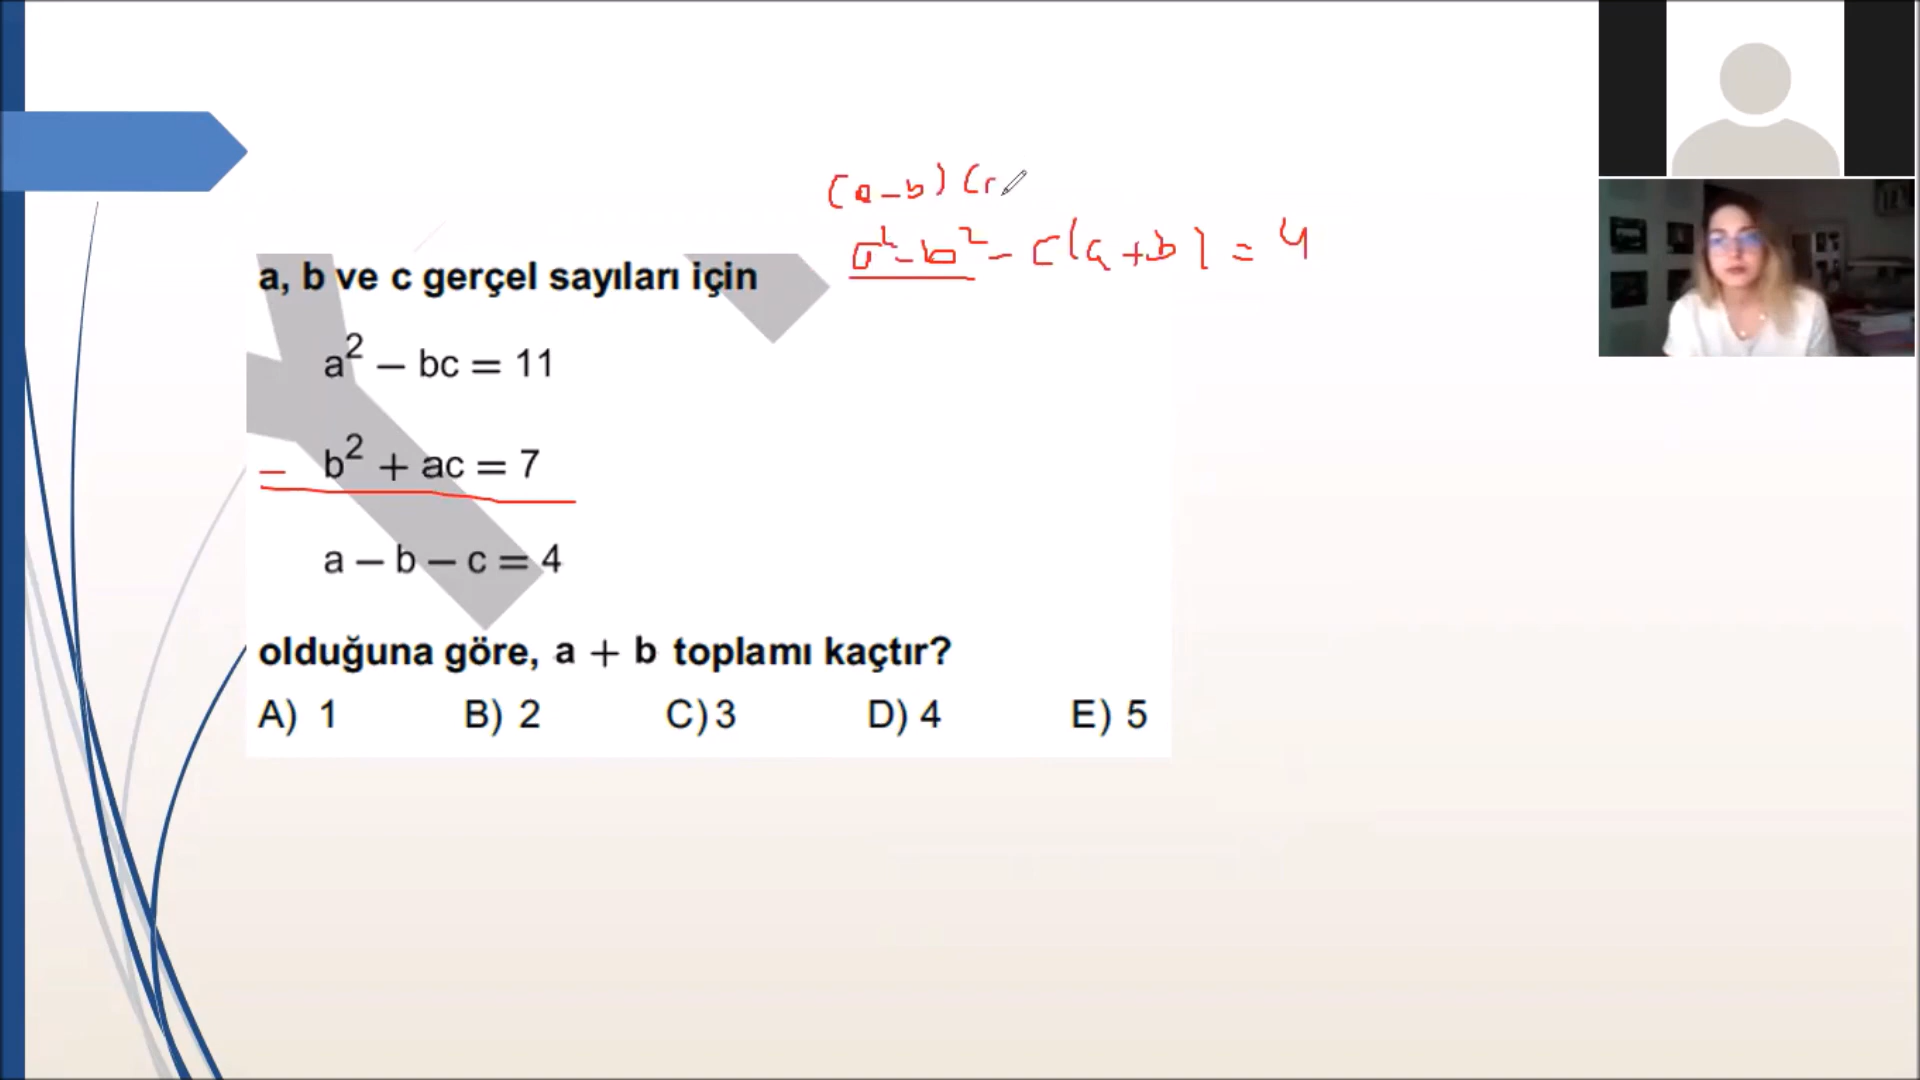 (a-b) (
a²-b² - c(a+b) = 4
a, b ve c gerçel sayıları için
a² − bc = 11
− b² + ac = 7
a − b − c = 4
olduğuna göre, a + b toplamı kaçtır?
A) 1 B) 2 C) 3 D) 4 E) 5